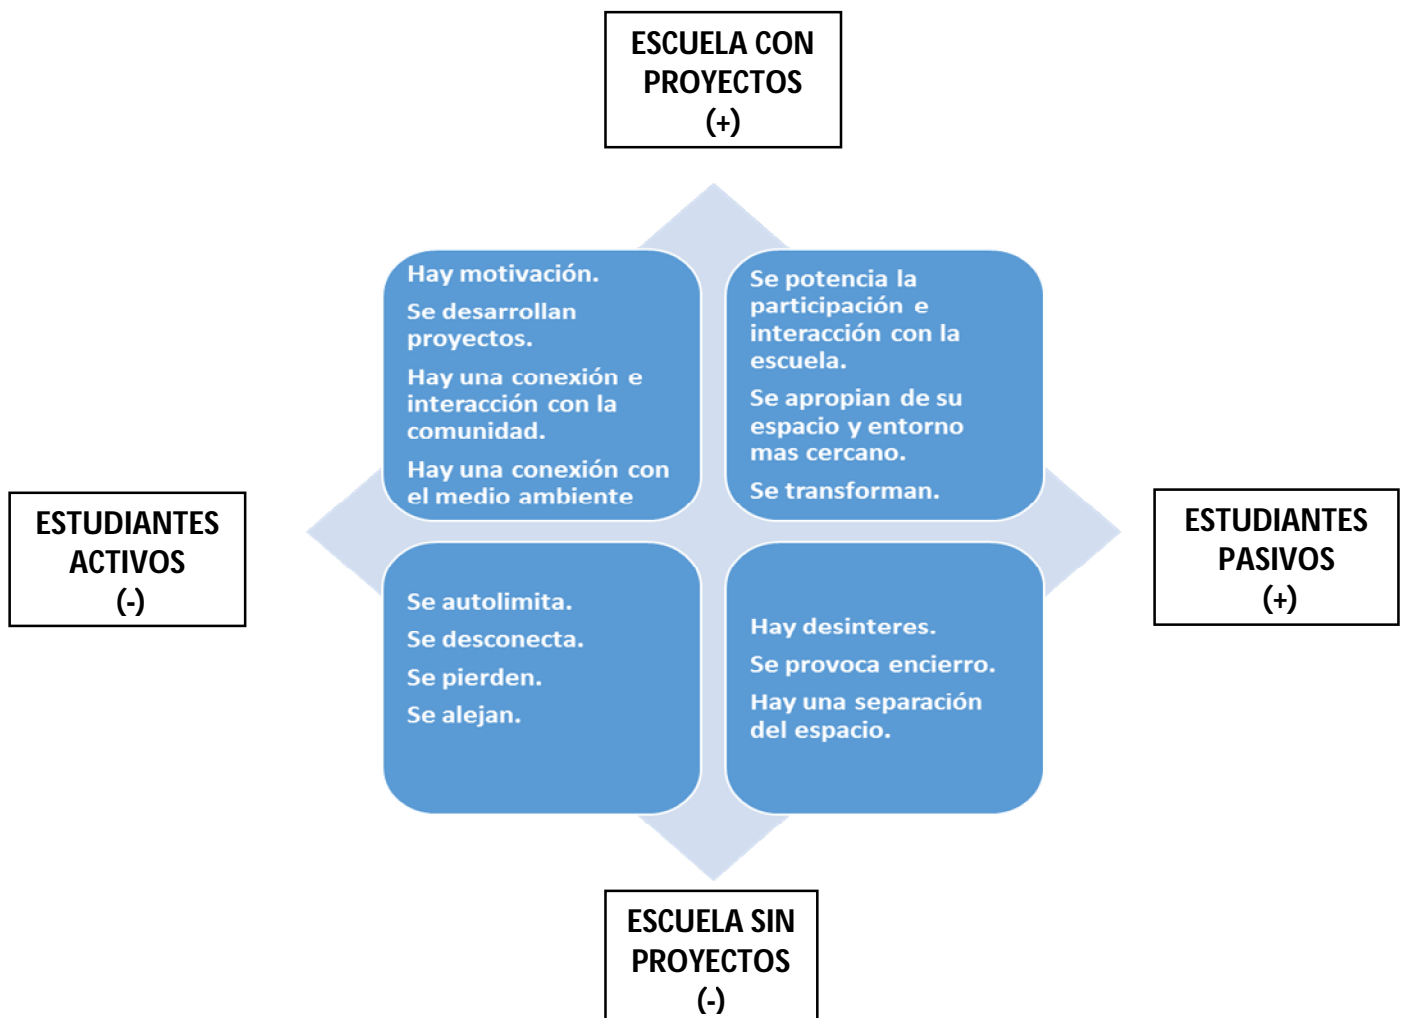 ESCUELA CON
PROYECTOS
(+)
Hay motivación.
Se desarrollan
proyectos.
Hay una conexión e
interacción con la
comunidad.
Hay una conexión con
el medio ambiente
Se potencia la
participación e
interacción con la
escuela.
Se apropian de su
espacio y entorno
mas cercano.
Se transforman.
ESTUDIANTES
ACTIVOS
(-)
ESTUDIANTES
PASIVOS
(+)
Se autolimita.
Se desconecta.
Se pierden.
Se alejan.
Hay desinteres.
Se provoca encierro.
Hay una separación
del espacio.
ESCUELA SIN
PROYECTOS
(-)